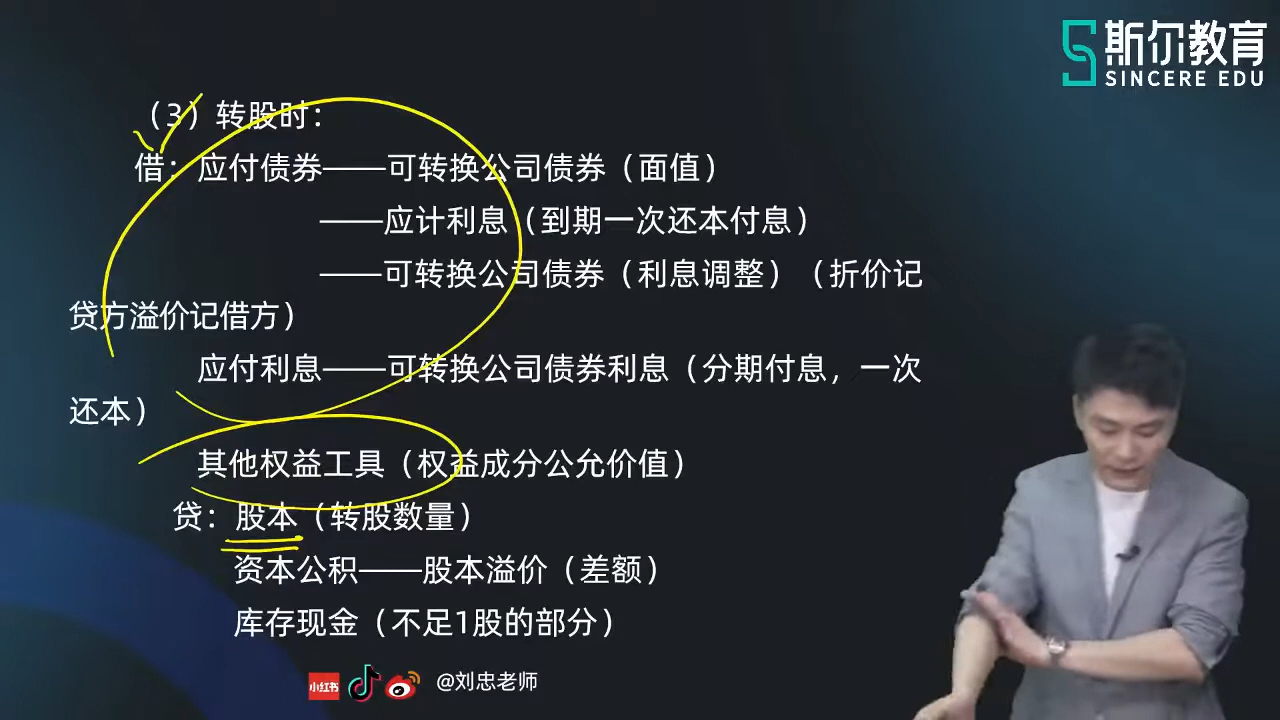 斯尔教育
SINCERE EDU
（3）转股时：
借：应付债券——可转换公司债券（面值）
——应计利息（到期一次还本付息）
——可转换公司债券（利息调整）（折价记
贷方溢价记借方）
应付利息——可转换公司债券利息（分期付息，一次
还本）
其他权益工具（权益成分公允价值）
贷：股本（转股数量）
资本公积——股本溢价（差额）
库存现金（不足1股的部分）
小红书 @刘忠老师